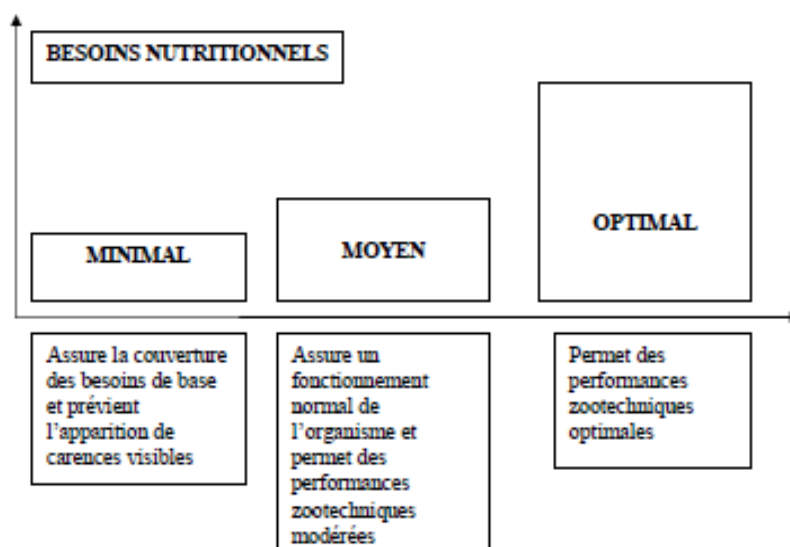 BESOINS NUTRITIONNELS
MINIMAL
MOYEN
OPTIMAL
Assure la couverture
des besoins de base
et prévient
l'apparition de
carences visibles
Assure un
fonctionnement
normal de
l'organisme et
permet des
performances
zootechniques
modérées
Permet des
performances
zootechniques
optimales